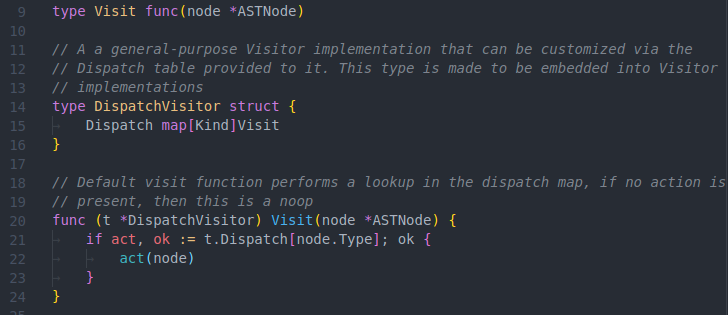 9 type Visit func(node *ASTNode)
10
11 // A a general-purpose Visitor implementation that can be customized via the
12 // Dispatch table provided to it. This type is made to be embedded into Visitor
13 // implementations
14 type DispatchVisitor struct {
15 Dispatch map[Kind]Visit
16 }
17
18 // Default visit function performs a lookup in the dispatch map, if no action is
19 // present, then this is a noop
20 func (t *DispatchVisitor) Visit(node *ASTNode) {
21 if act, ok := t.Dispatch[node.Type]; ok {
22 act(node)
23 }
24 }